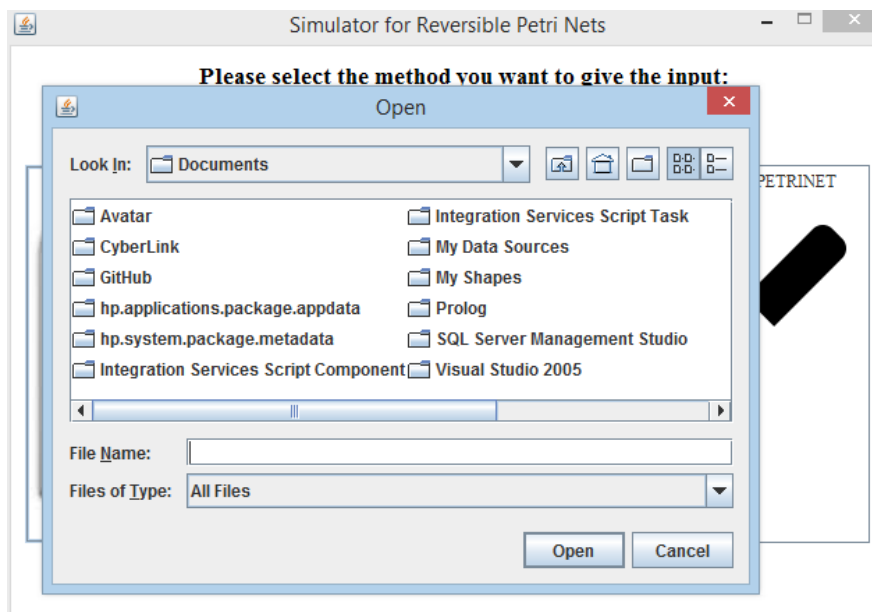 Simulator for Reversible Petri Nets
Please select the method you want to give the input:
Open
Look In: Documents
PETRINET
Avatar Integration Services Script Task
CyberLink My Data Sources
GitHub My Shapes
hp.applications.package.appdata Prolog
hp.system.package.metadata SQL Server Management Studio
Integration Services Script Component Visual Studio 2005
File Name:
Files of Type: All Files
Open Cancel